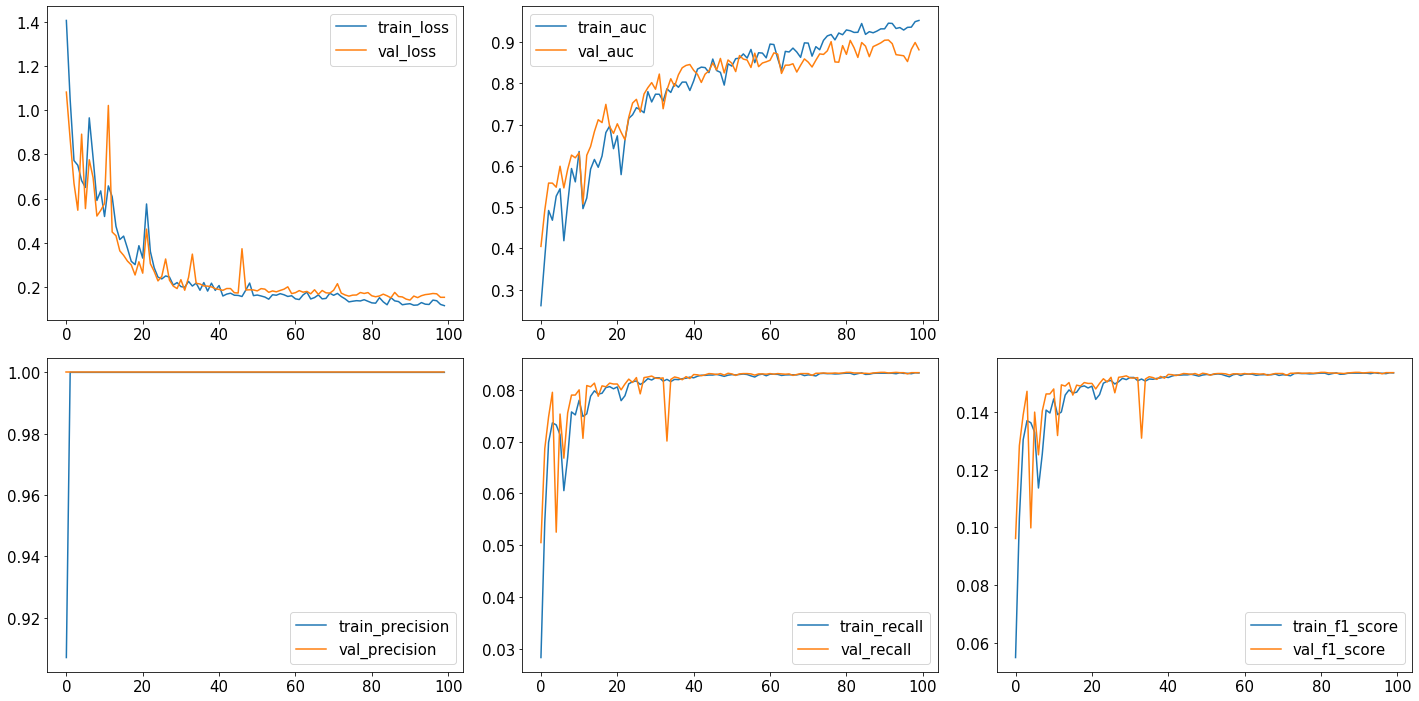 1.4
1.2
1.0
0.8
0.6
0.4
0.2
0 20 40 60 80 100
train_loss
val_loss
0.9
0.8
0.7
0.6
0.5
0.4
0.3
0 20 40 60 80 100
train_auc
val_auc
1.00
0.98
0.96
0.94
0.92
0 20 40 60 80 100
train_precision
val_precision
0.08
0.07
0.06
0.05
0.04
0.03
0 20 40 60 80 100
train_recall
val_recall
0.14
0.12
0.10
0.08
0.06
0 20 40 60 80 100
train_f1_score
val_f1_score